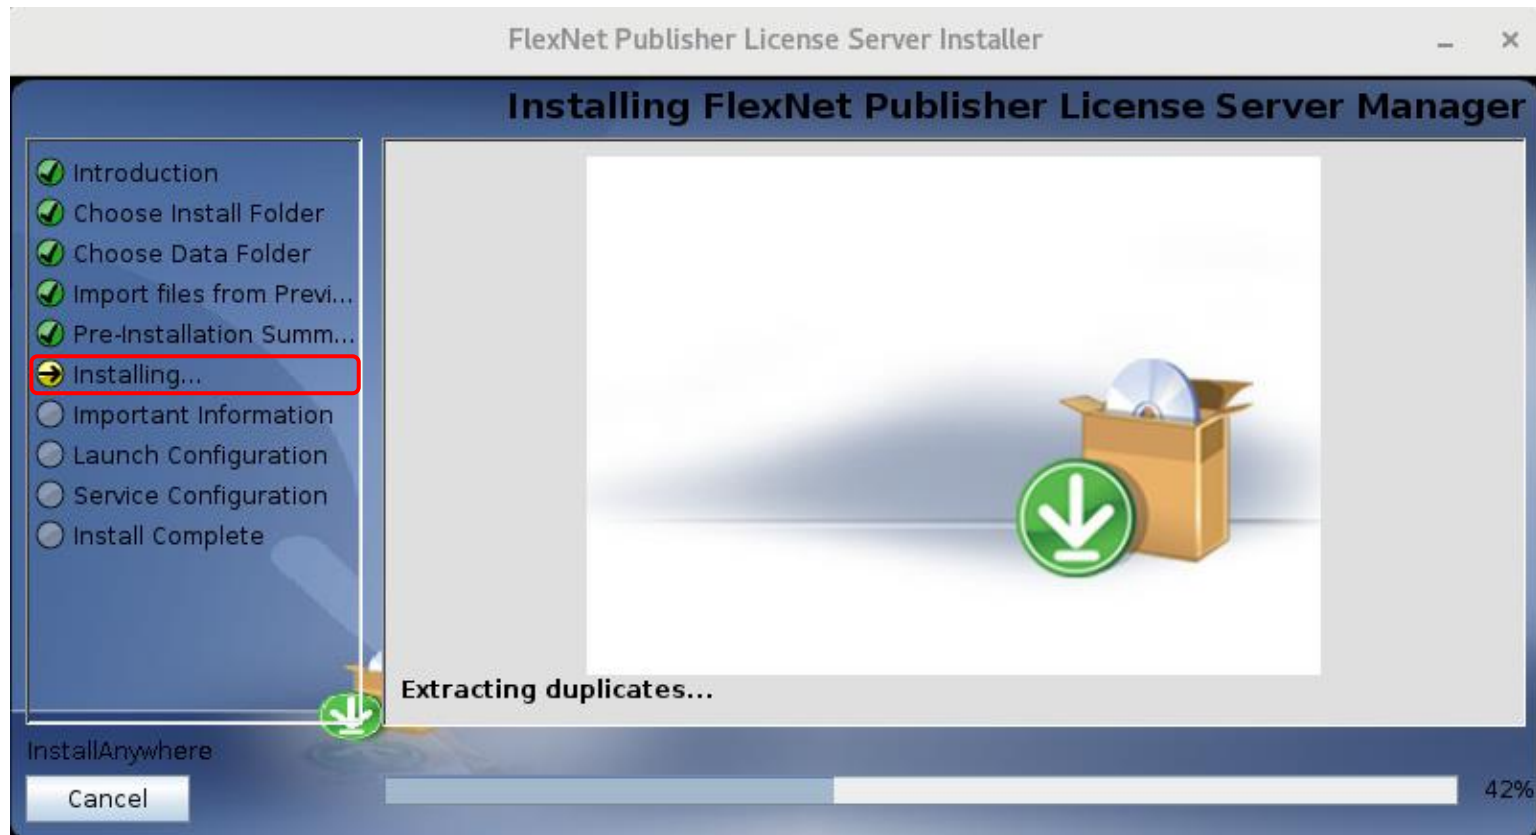 FlexNet Publisher License Server Installer
Installing FlexNet Publisher License Server Manager
Introduction
Choose Install Folder
Choose Data Folder
Import files from Previ...
Pre-Installation Summ...
Installing...
Important Information
Launch Configuration
Service Configuration
Install Complete
Extracting duplicates...
InstallAnywhere
Cancel
42%